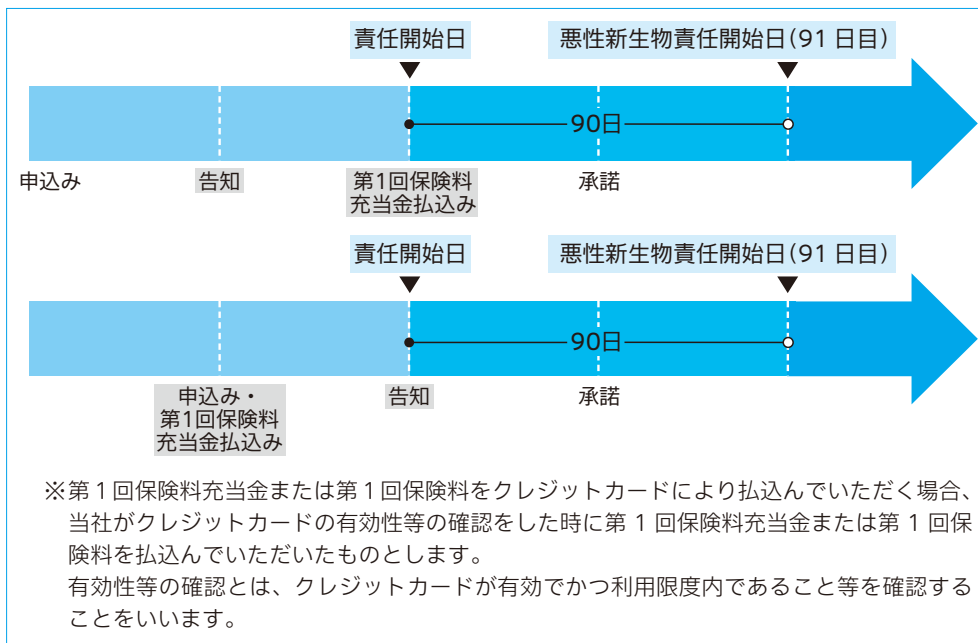 責任開始日
悪性新生物責任開始日(91日目)
90日
申込み
告知
第1回保険料
充当金払込み
承諾
責任開始日
悪性新生物責任開始日(91日目)
90日
申込み・
第1回保険料
充当金払込み
告知
承諾
※第1回保険料充当金または第1回保険料をクレジットカードにより払込んでいただく場合、
当社がクレジットカードの有効性等の確認をした時に第1回保険料充当金または第1回保
険料を払込んでいただいたものとします。
有効性等の確認とは、クレジットカードが有効でかつ利用限度内であること等を確認する
ことをいいます。